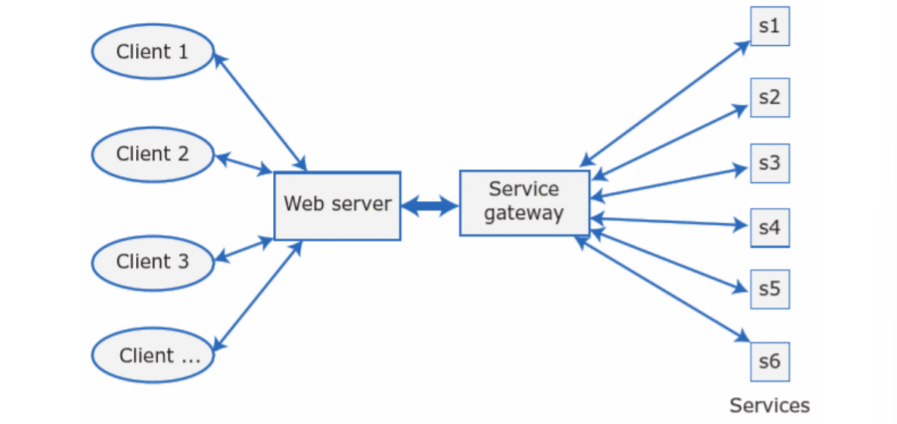 Client 1
Client 2
Client 3
Client ...
Web server
Service
gateway
s1
s2
s3
s4
s5
s6
Services